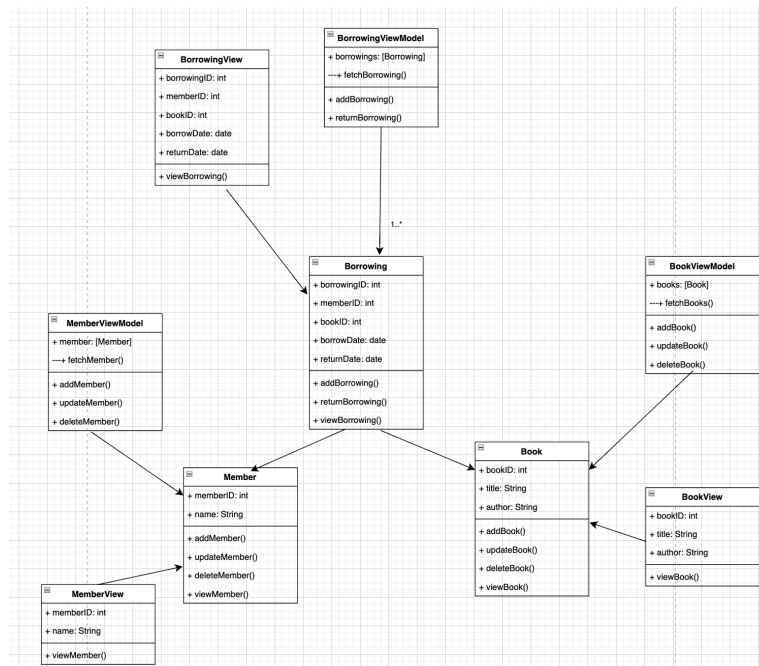 BorrowingViewModel
+ borrowings: [Borrowing]
---+ fetchBorrowing()
+ addBorrowing()
+ returnBorrowing()
BorrowingView
+ borrowingID: int
+ memberID: int
+ bookID: int
+ borrowDate: date
+ returnDate: date
+ viewBorrowing()
1..*
Borrowing
+ borrowingID: int
+ memberID: int
+ bookID: int
+ borrowDate: date
+ returnDate: date
+ addBorrowing()
+ returnBorrowing()
+ viewBorrowing()
BookViewModel
+ books: [Book]
---+ fetchBooks()
+ addBook()
+ updateBook()
+ deleteBook()
MemberViewModel
+ member: [Member]
---+ fetchMember()
+ addMember()
+ updateMember()
+ deleteMember()
Member
+ memberID: int
+ name: String
+ addMember()
+ updateMember()
+ deleteMember()
+ viewMember()
Book
+ bookID: int
+ title: String
+ author: String
+ addBook()
+ updateBook()
+ deleteBook()
+ viewBook()
BookView
+ bookID: int
+ title: String
+ author: String
+ viewBook()
MemberView
+ memberID: int
+ name: String
+ viewMember()